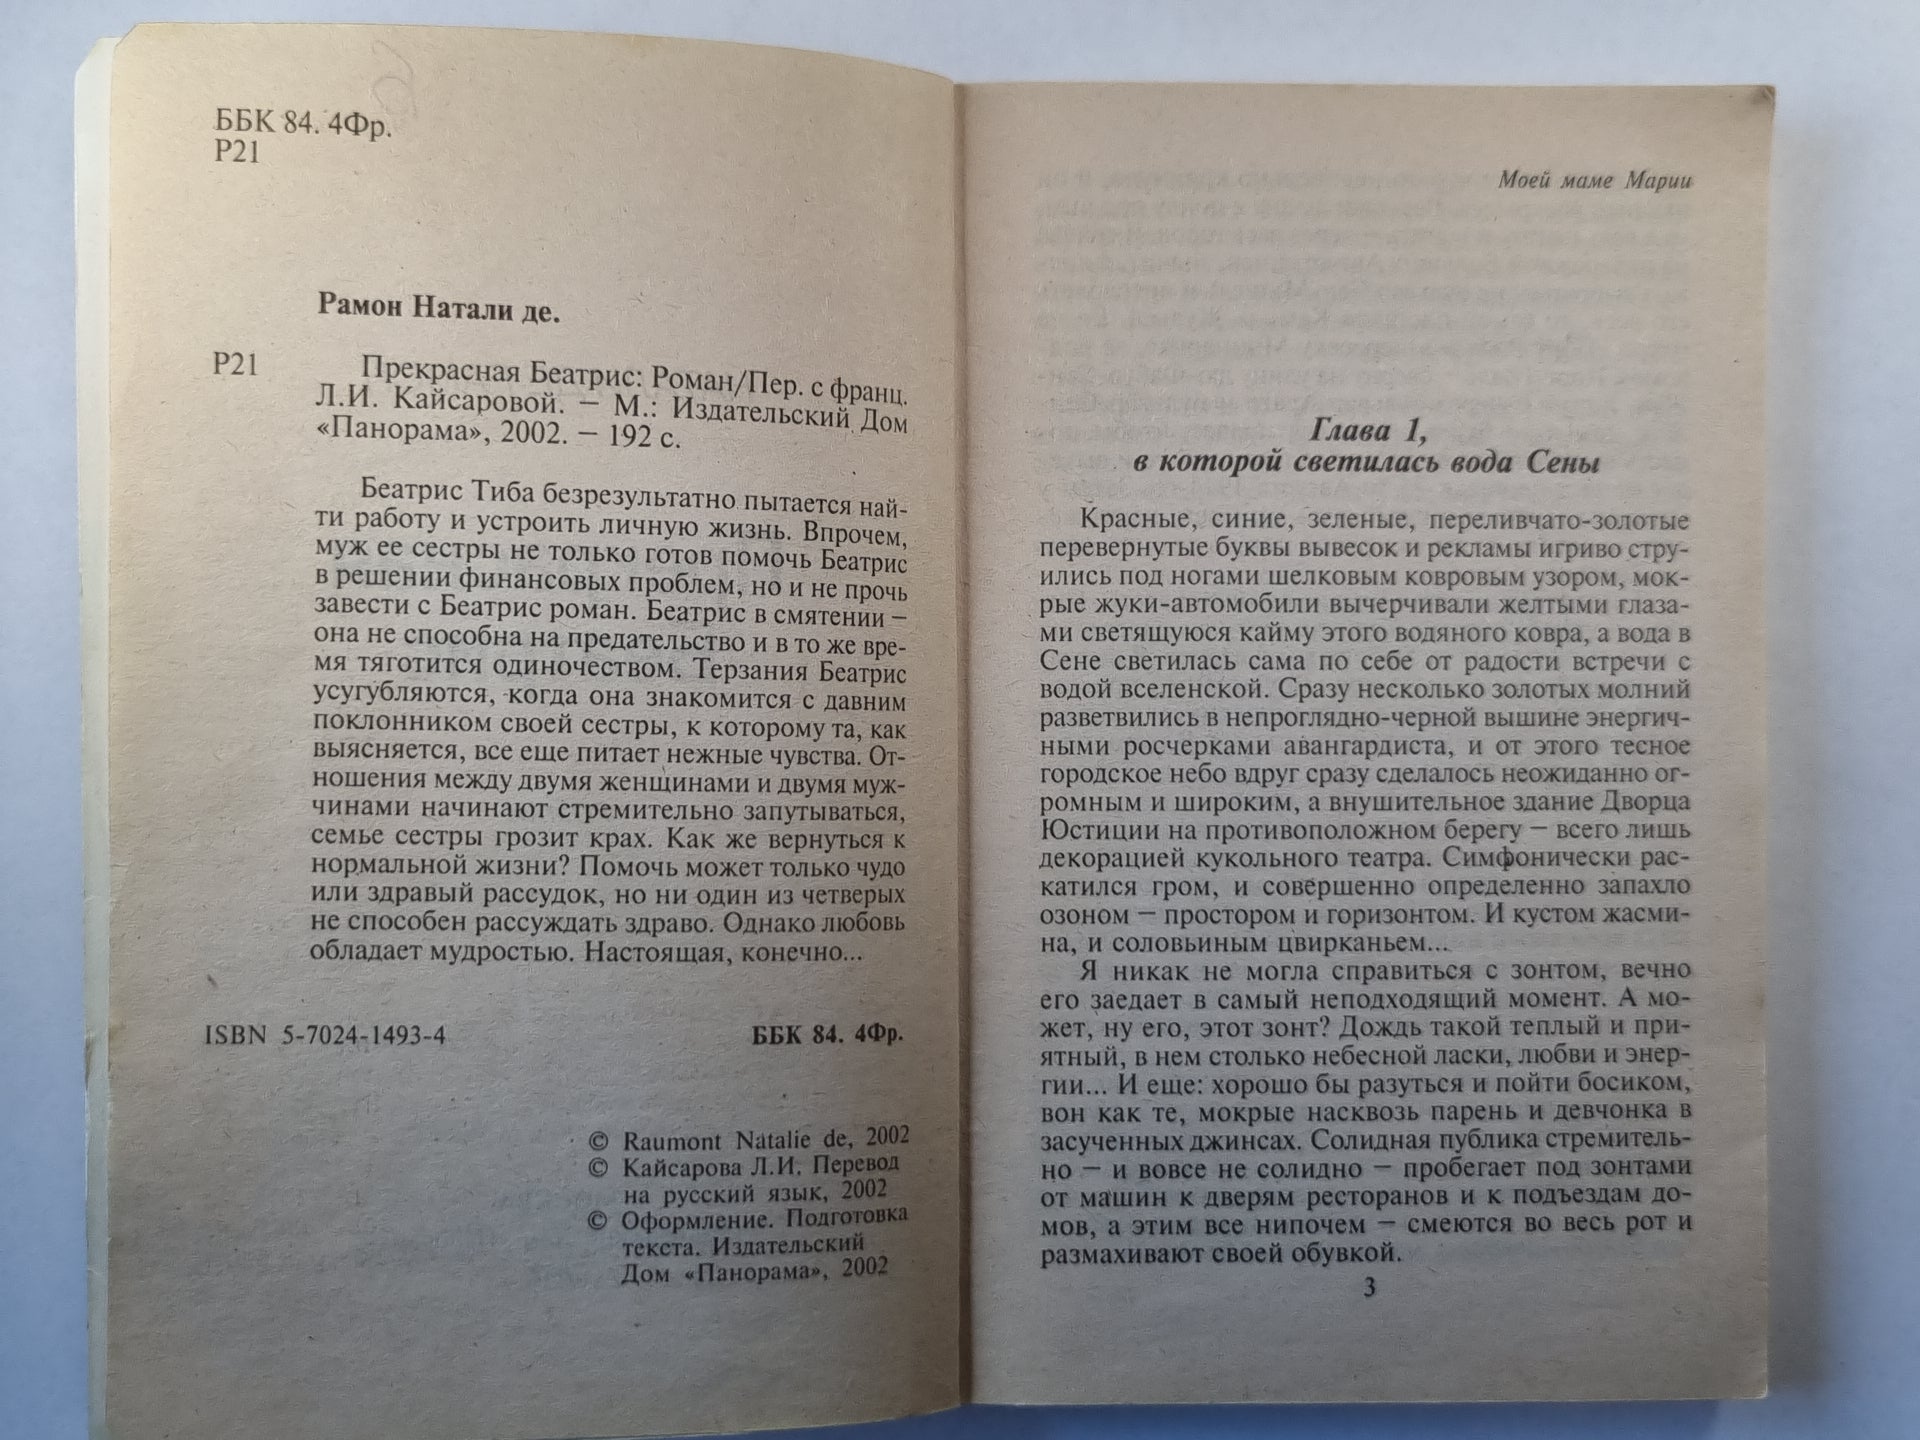 ББК 84. 4Фр.
Р21
Рамон Натали де.
Р21 Прекрасная Беатрис: Роман/Пер. с франц.
Л.И. Кайсаровой. — М.: Издательский Дом
«Панорама», 2002. — 192 с.
Беатрис Тиба безрезультатно пытается най-
ти работу и устроить личную жизнь. Впрочем,
муж ее сестры не только готов помочь Беатрис
в решении финансовых проблем, но и не прочь
завести с Беатрис роман. Беатрис в смятении —
она не способна на предательство и в то же вре-
мя тяготится одиночеством. Терзания Беатрис
усугубляются, когда она знакомится с давним
поклонником своей сестры, к которому та, как
выясняется, все еще питает нежные чувства. От-
ношения между двумя женщинами и двумя муж-
чинами начинают стремительно запутываться,
семье сестры грозит крах. Как же вернуться к
нормальной жизни? Помочь может только чудо
или здравый рассудок, но ни один из четверых
не способен рассуждать здраво. Однако любовь
обладает мудростью. Настоящая, конечно...
ISBN 5-7024-1493-4 ББК 84. 4Фр.
© Raumont Natalie de, 2002
© Кайсарова Л.И. Перевод
на русский язык, 2002
© Оформление. Подготовка
текста. Издательский
Дом «Панорама», 2002
Моей маме Марии
Глава 1,
в которой светилась вода Сены
Красные, синие, зеленые, переливчато-золотые
перевернутые буквы вывесок и рекламы игриво стру-
ились под ногами шелковым ковровым узором, мок-
рые жуки-автомобили вычерчивали желтыми глаза-
ми светящуюся кайму этого водяного ковра, а вода в
Сене светилась сама по себе от радости встречи с
водой вселенской. Сразу несколько золотых молний
разветвились в непроглядно-черной вышине энергич-
ными росчерками авангардиста, и от этого тесное
городское небо вдруг сразу сделалось неожиданно ог-
ромным и широким, а внушительное здание Дворца
Юстиции на противоположном берегу — всего лишь
декорацией кукольного театра. Симфонически рас-
катился гром, и совершенно определенно запахло
озоном — простором и горизонтом. И кустом жасми-
на, и соловьиным цвирканьем...
Я никак не могла справиться с зонтом, вечно
его заедает в самый неподходящий момент. А мо-
жет, ну его, этот зонт? Дождь такой теплый и при-
ятный, в нем столько небесной ласки, любви и энер-
гии... И еще: хорошо бы разуться и пойти босиком,
вон как те, мокрые насквозь парень и девчонка в
засученных джинсах. Солидная публика стремитель-
но — и вовсе не солидно — пробегает под зонтами
от машин к дверям ресторанов и к подъездам до-
мов, а этим все нипочем — смеются во весь рот и
размахивают своей обувкой.
3